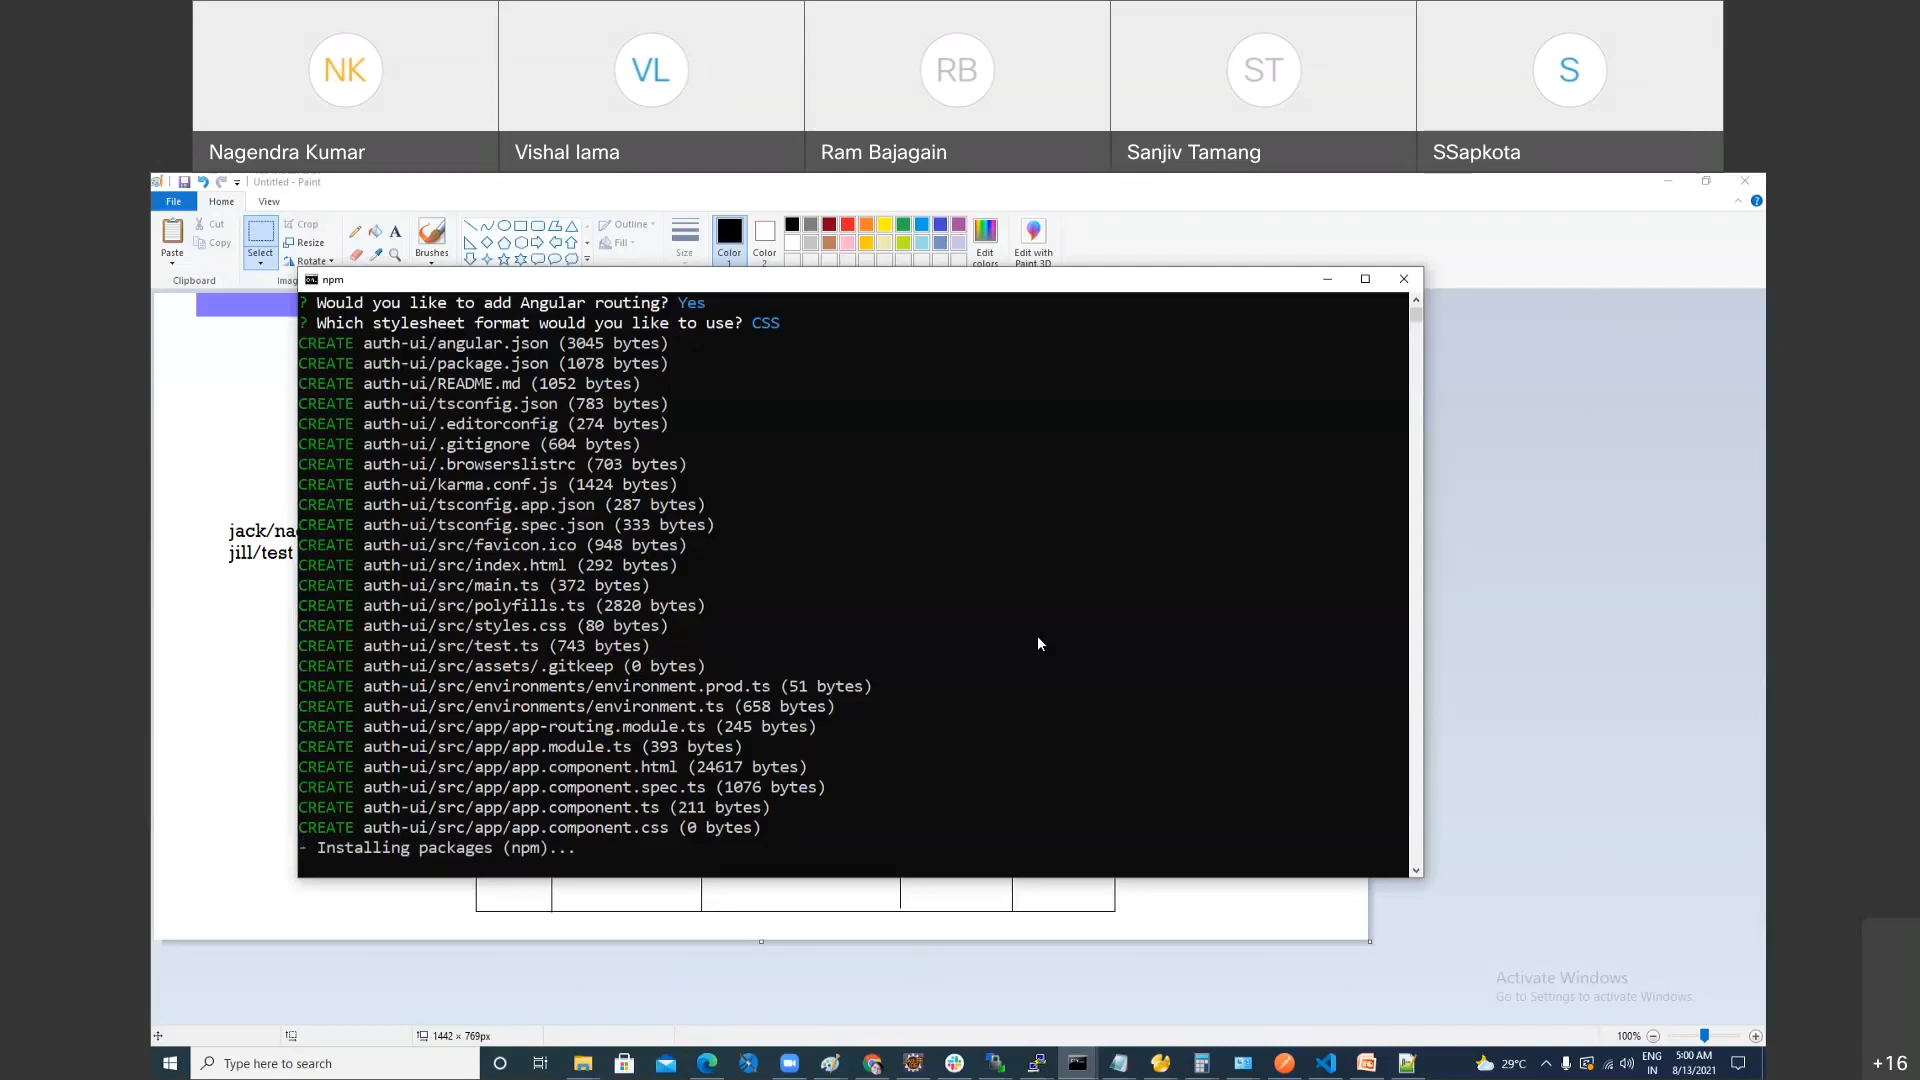 NK
VL
RB
ST
S
Nagendra Kumar
Vishal lama
Ram Bajagain
Sanjiv Tamang
SSapkota
Untitled - Paint
File
Home
View
Paste
Cut
Copy
Clipboard
Select
Crop
Resize
Rotate
Imag
A
Brushes
Outline
Fill
Size
Color
1
Color
2
Edit
colors
Edit with
Paint 3D
npm
? Would you like to add Angular routing? Yes
? Which stylesheet format would you like to use? CSS
CREATE auth-ui/angular.json (3045 bytes)
CREATE auth-ui/package.json (1078 bytes)
CREATE auth-ui/README.md (1052 bytes)
CREATE auth-ui/tsconfig.json (783 bytes)
CREATE auth-ui/.editorconfig (274 bytes)
CREATE auth-ui/.gitignore (604 bytes)
CREATE auth-ui/.browserslistrc (703 bytes)
CREATE auth-ui/karma.conf.js (1424 bytes)
CREATE auth-ui/tsconfig.app.json (287 bytes)
CREATE auth-ui/tsconfig.spec.json (333 bytes)
CREATE auth-ui/src/favicon.ico (948 bytes)
CREATE auth-ui/src/index.html (292 bytes)
CREATE auth-ui/src/main.ts (372 bytes)
CREATE auth-ui/src/polyfills.ts (2820 bytes)
CREATE auth-ui/src/styles.css (80 bytes)
CREATE auth-ui/src/test.ts (743 bytes)
CREATE auth-ui/src/assets/.gitkeep (0 bytes)
CREATE auth-ui/src/environments/environment.prod.ts (51 bytes)
CREATE auth-ui/src/environments/environment.ts (658 bytes)
CREATE auth-ui/src/app/app-routing.module.ts (245 bytes)
CREATE auth-ui/src/app/app.module.ts (393 bytes)
CREATE auth-ui/src/app/app.component.html (24617 bytes)
CREATE auth-ui/src/app/app.component.spec.ts (1076 bytes)
CREATE auth-ui/src/app/app.component.ts (211 bytes)
CREATE auth-ui/src/app/app.component.css (0 bytes)
- Installing packages (npm)...
jack/na
jill/test
Activate Windows
Go to Settings to activate Windows.
1442 × 769px
100%
Type here to search
29°C
ENG
IN
5:00 AM
8/13/2021
+16